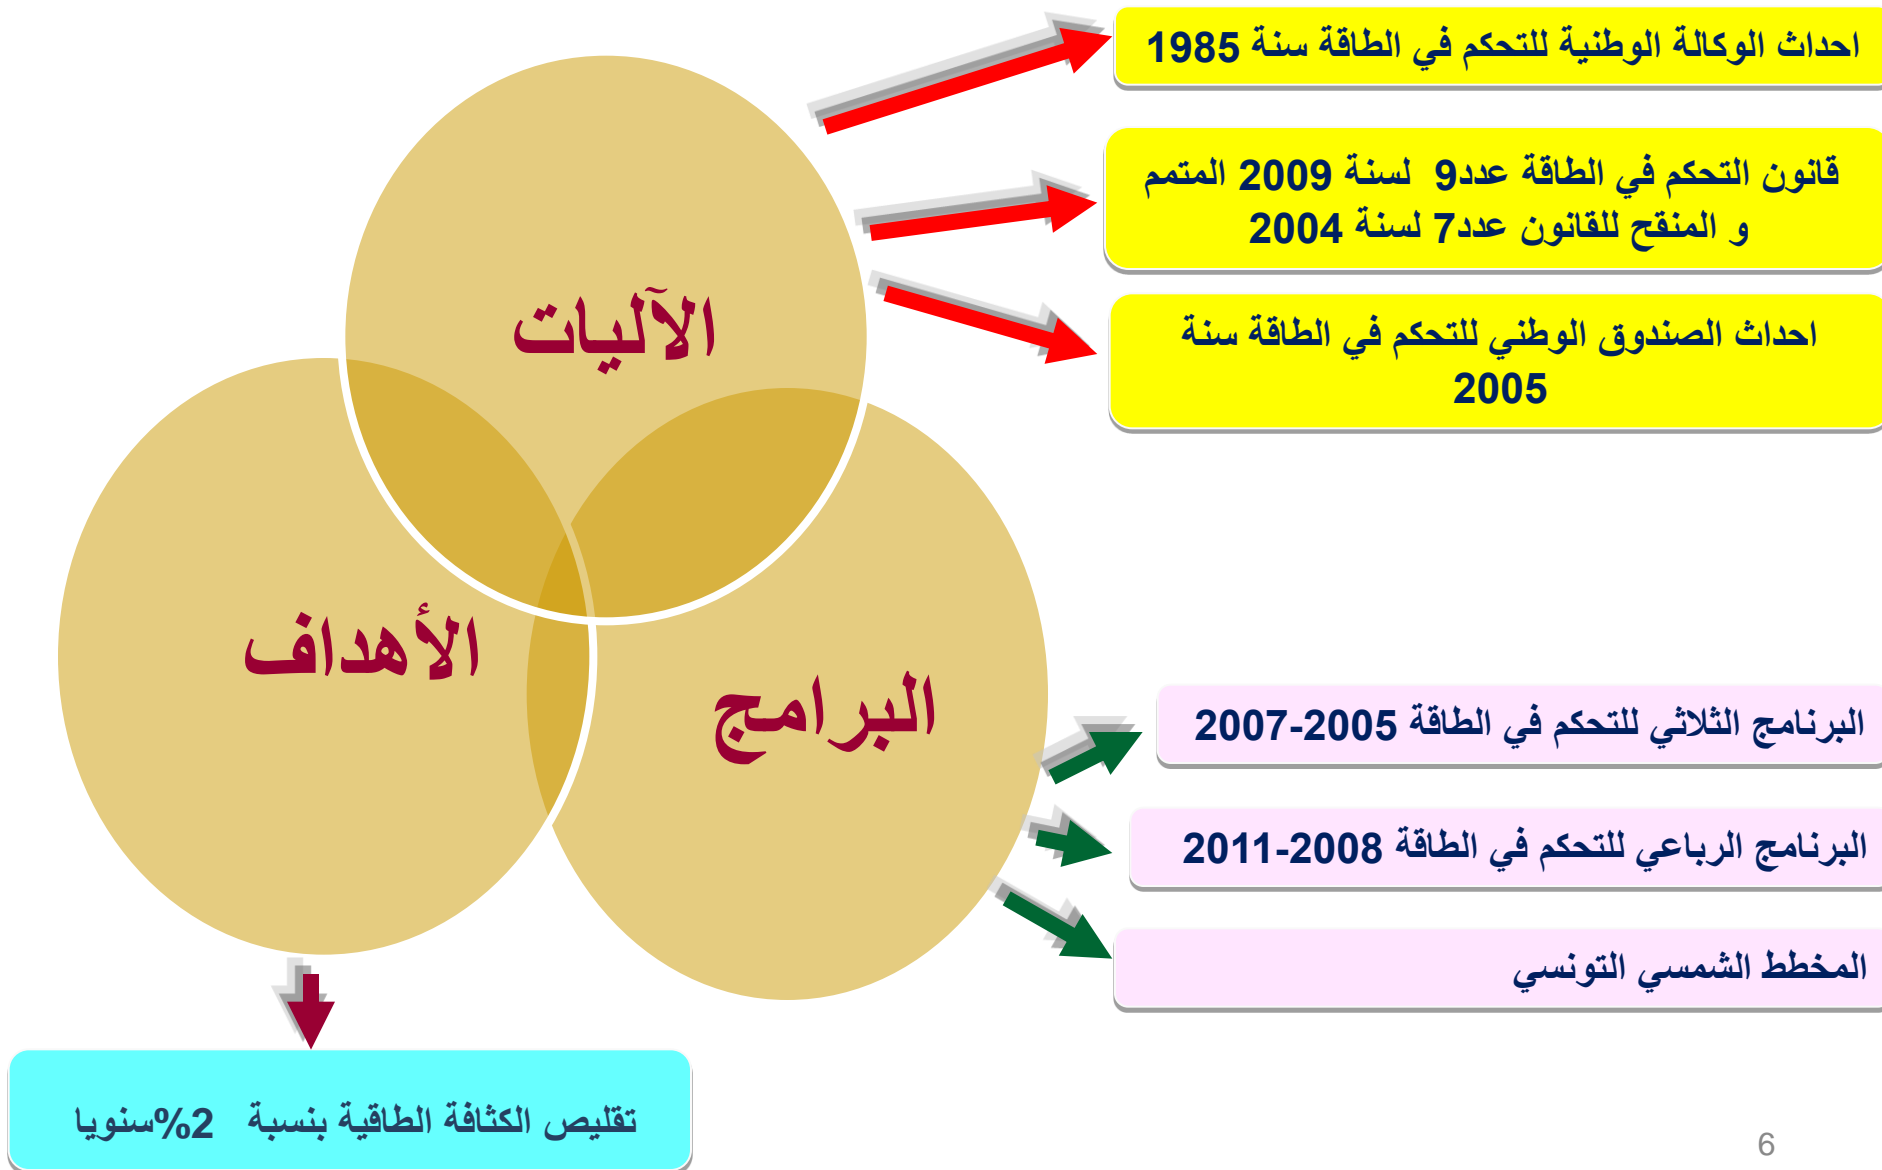 احداث الوكالة الوطنية للتحكم في الطاقة سنة 1985
قانون التحكم في الطاقة عدد9 لسنة 2009 المتمم
و المنقح للقانون عدد7 لسنة 2004
احداث الصندوق الوطني للتحكم في الطاقة سنة
2005
الآليات
الأهداف
البرامج
البرنامج الثلاثي للتحكم في الطاقة 2005-2007
البرنامج الرباعي للتحكم في الطاقة 2008-2011
المخطط الشمسي التونسي
تقليص الكثافة الطاقية بنسبة 2%سنويا
6